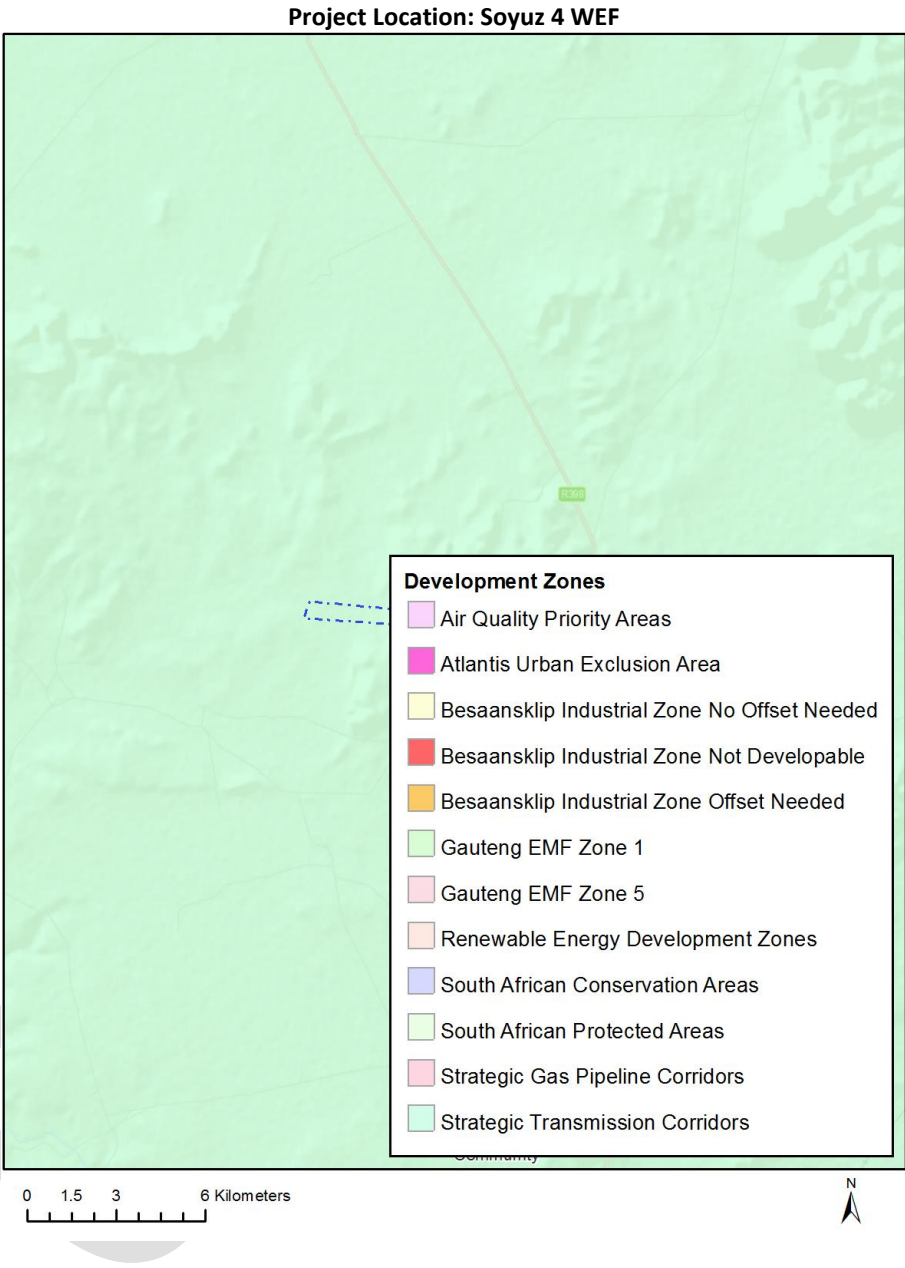 Project Location: Soyuz 4 WEF
R398
Development Zones
Air Quality Priority Areas
Atlantis Urban Exclusion Area
Besaansklip Industrial Zone No Offset Needed
Besaansklip Industrial Zone Not Developable
Besaansklip Industrial Zone Offset Needed
Gauteng EMF Zone 1
Gauteng EMF Zone 5
Renewable Energy Development Zones
South African Conservation Areas
South African Protected Areas
Strategic Gas Pipeline Corridors
Strategic Transmission Corridors
Community
0 1.5 3 6 Kilometers
N